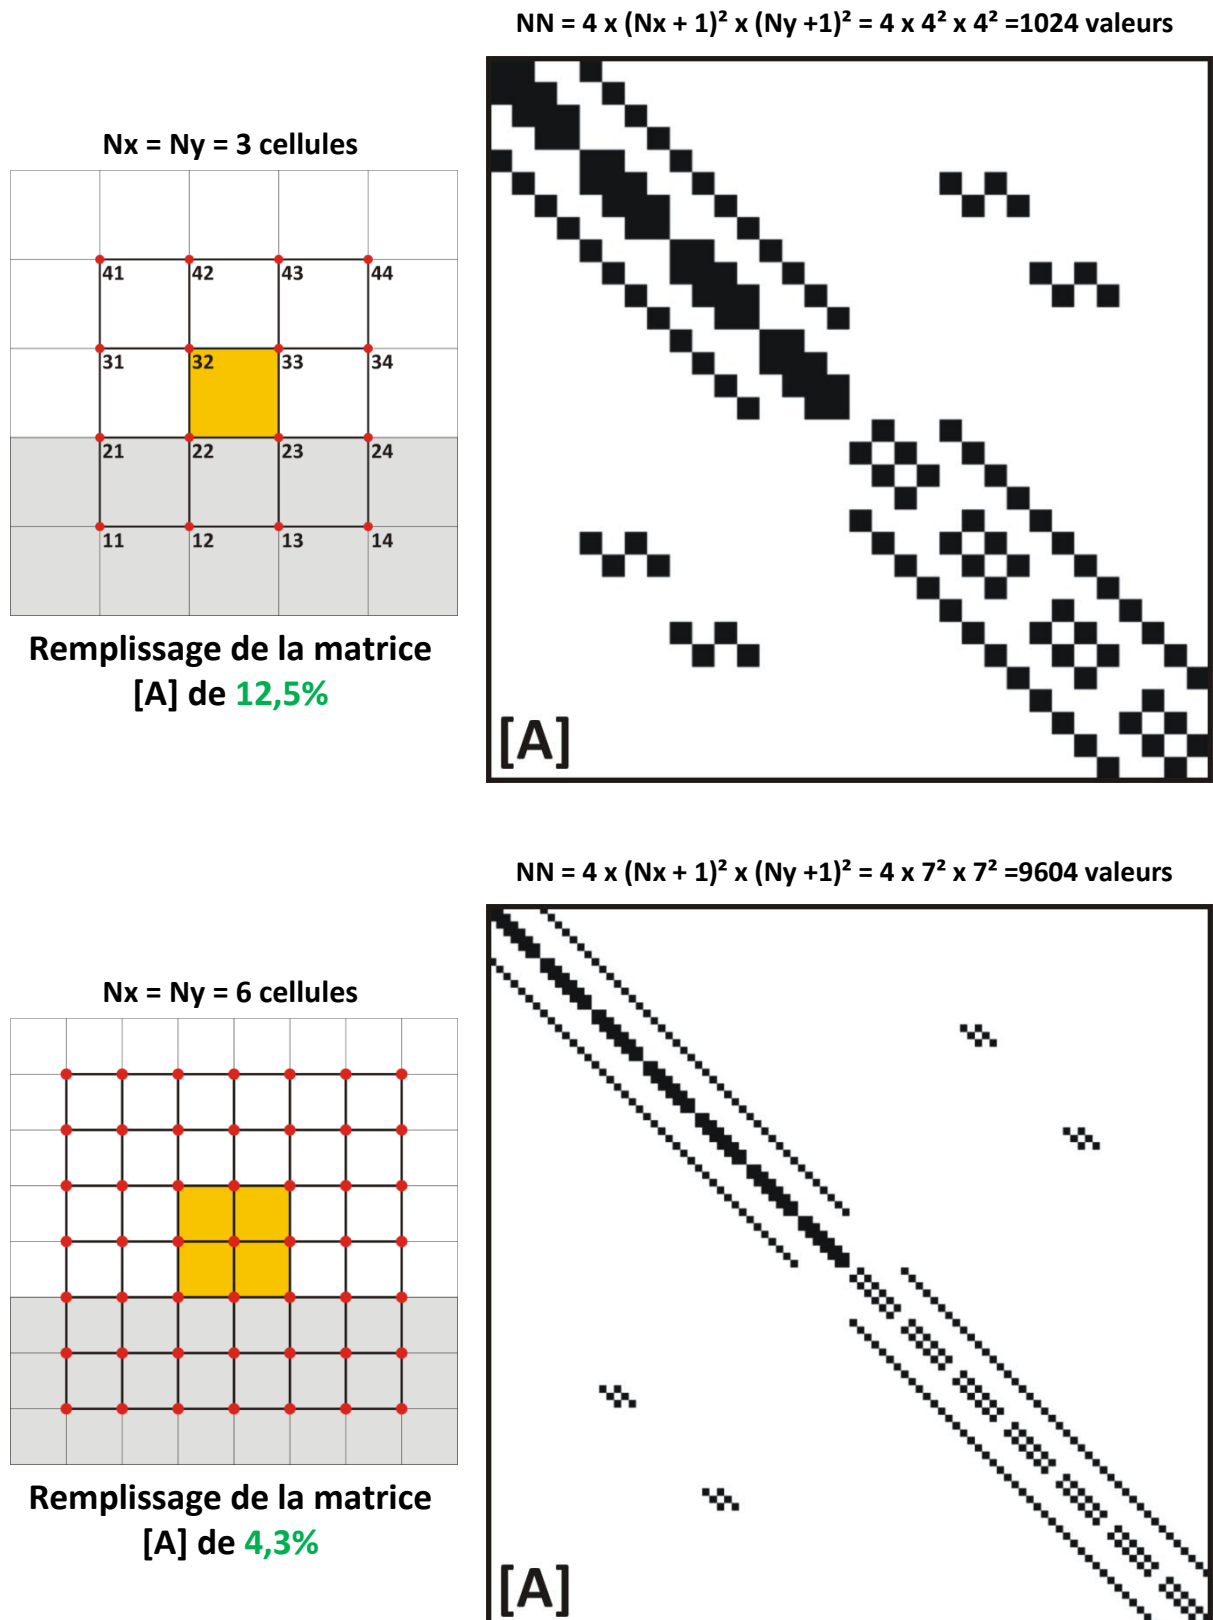 NN = 4 x (Nx + 1)² x (Ny +1)² = 4 x 4² x 4² =1024 valeurs
Nx = Ny = 3 cellules
41 42 43 44
31 32 33 34
21 22 23 24
11 12 13 14
Remplissage de la matrice
[A] de 12,5%
[A]
NN = 4 x (Nx + 1)² x (Ny +1)² = 4 x 7² x 7² =9604 valeurs
Nx = Ny = 6 cellules
Remplissage de la matrice
[A] de 4,3%
[A]